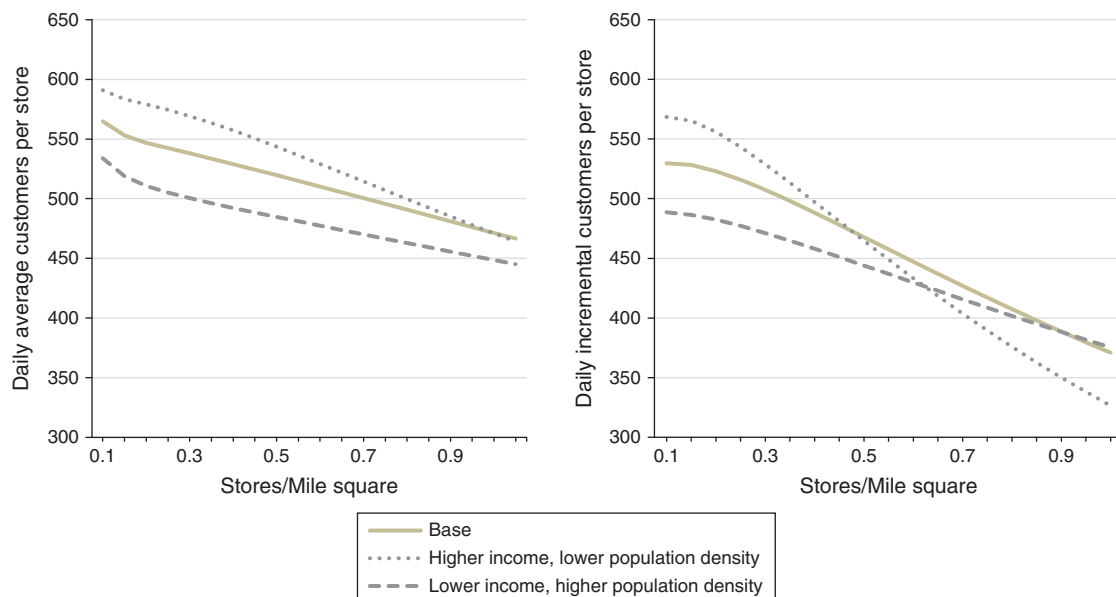 Daily average customers per store
650
600
550
500
450
400
350
300
0.1 0.3 0.5 0.7 0.9
Stores/Mile square
Daily incremental customers per store
650
600
550
500
450
400
350
300
0.1 0.3 0.5 0.7 0.9
Stores/Mile square
Base
Higher income, lower population density
Lower income, higher population density